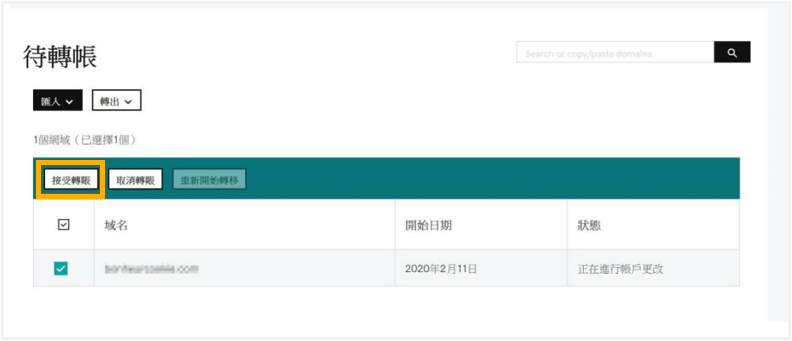 待轉帳
Search or copy/paste domains
匯入 轉出
1個網域（已選擇1個）
接受轉賬 取消轉賬 重新開始轉移
域名 開始日期 狀態
2020年2月11日 正在進行帳戶更改